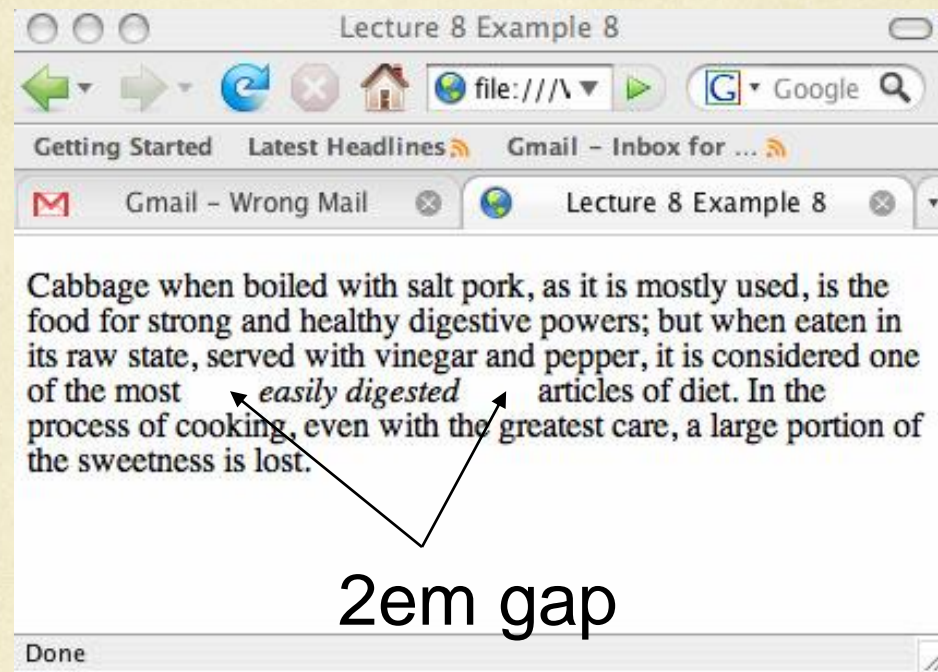 Lecture 8 Example 8
file:///\ Google
Getting Started Latest Headlines Gmail – Inbox for ...
Gmail – Wrong Mail Lecture 8 Example 8
Cabbage when boiled with salt pork, as it is mostly used, is the
food for strong and healthy digestive powers; but when eaten in
its raw state, served with vinegar and pepper, it is considered one
of the most easily digested articles of diet. In the
process of cooking, even with the greatest care, a large portion of
the sweetness is lost.
2em gap
Done